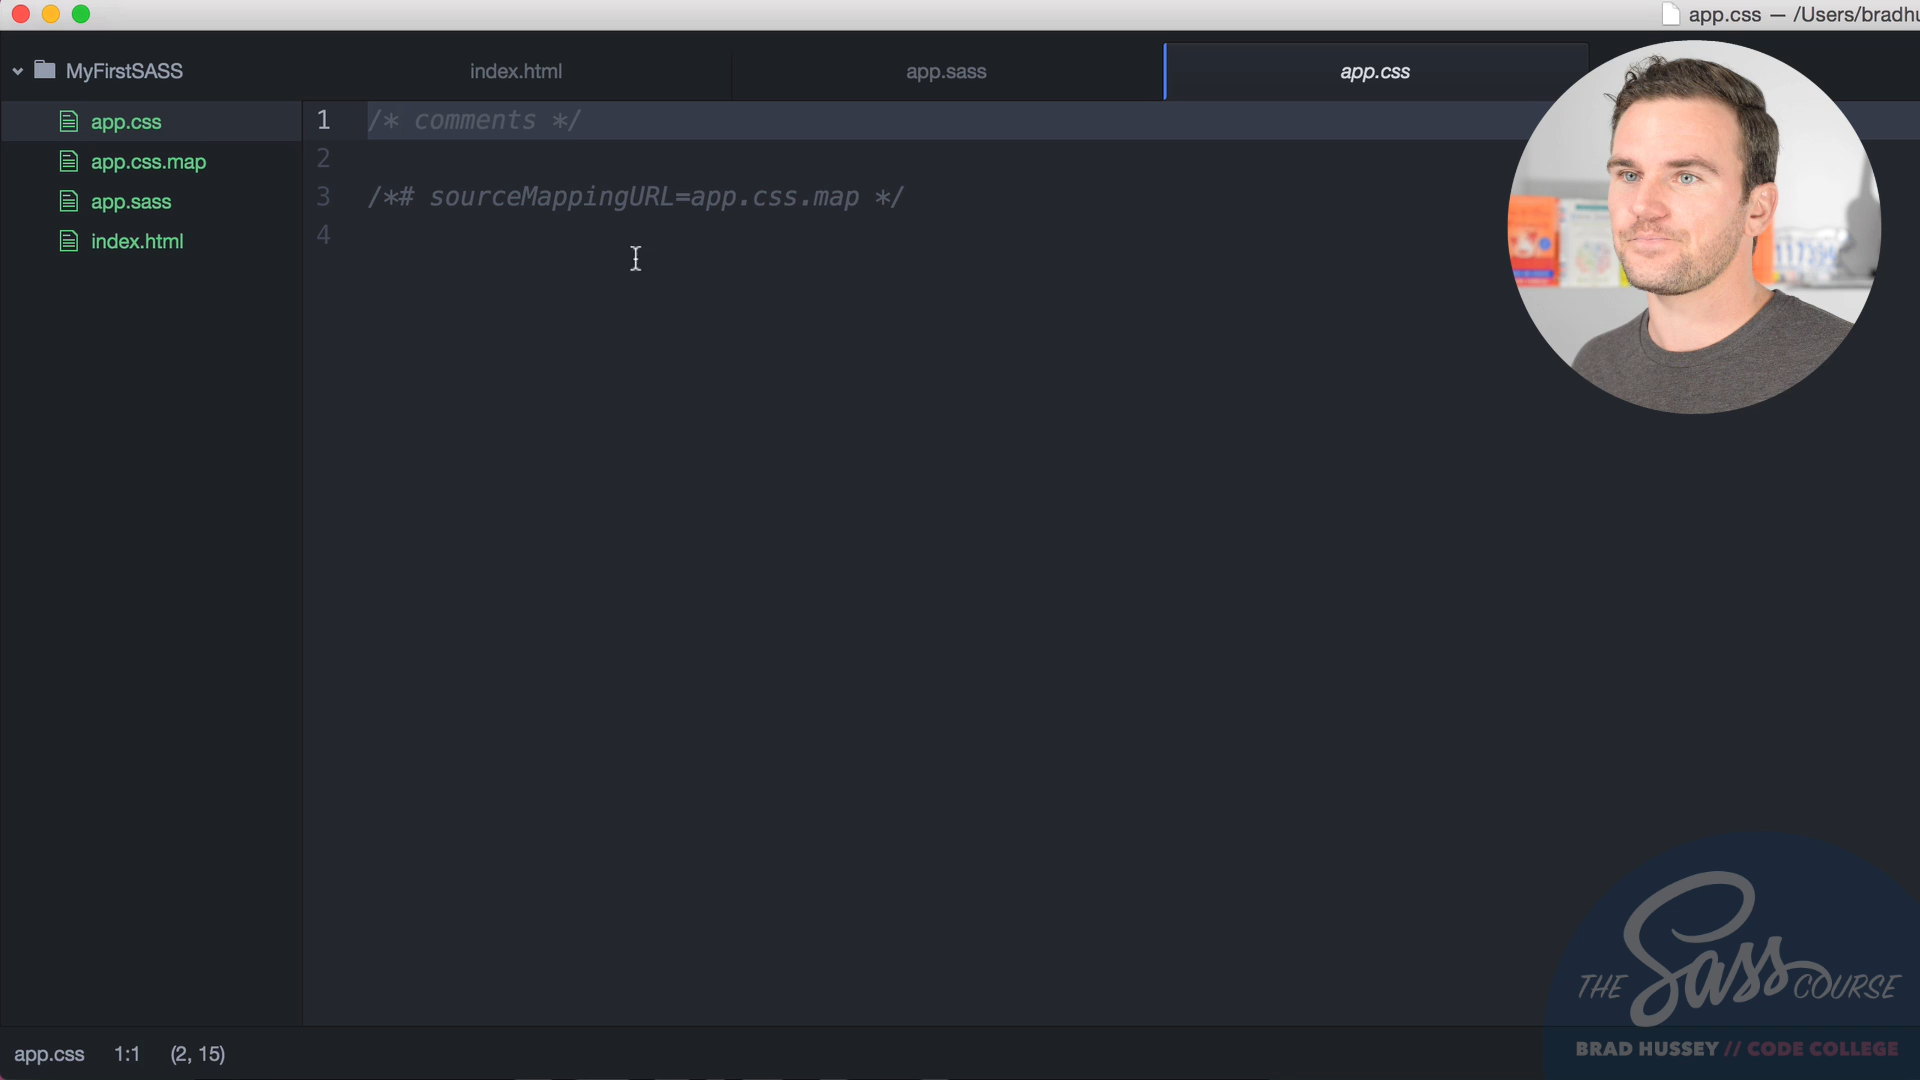 app.css — /Users/bradhu
MyFirstSASS
index.html
app.sass
app.css
app.css
app.css.map
app.sass
index.html
1 /* comments */
2
3 /*# sourceMappingURL=app.css.map */
4
THE Sass COURSE
BRAD HUSSEY // CODE COLLEGE
app.css 1:1 (2, 15)